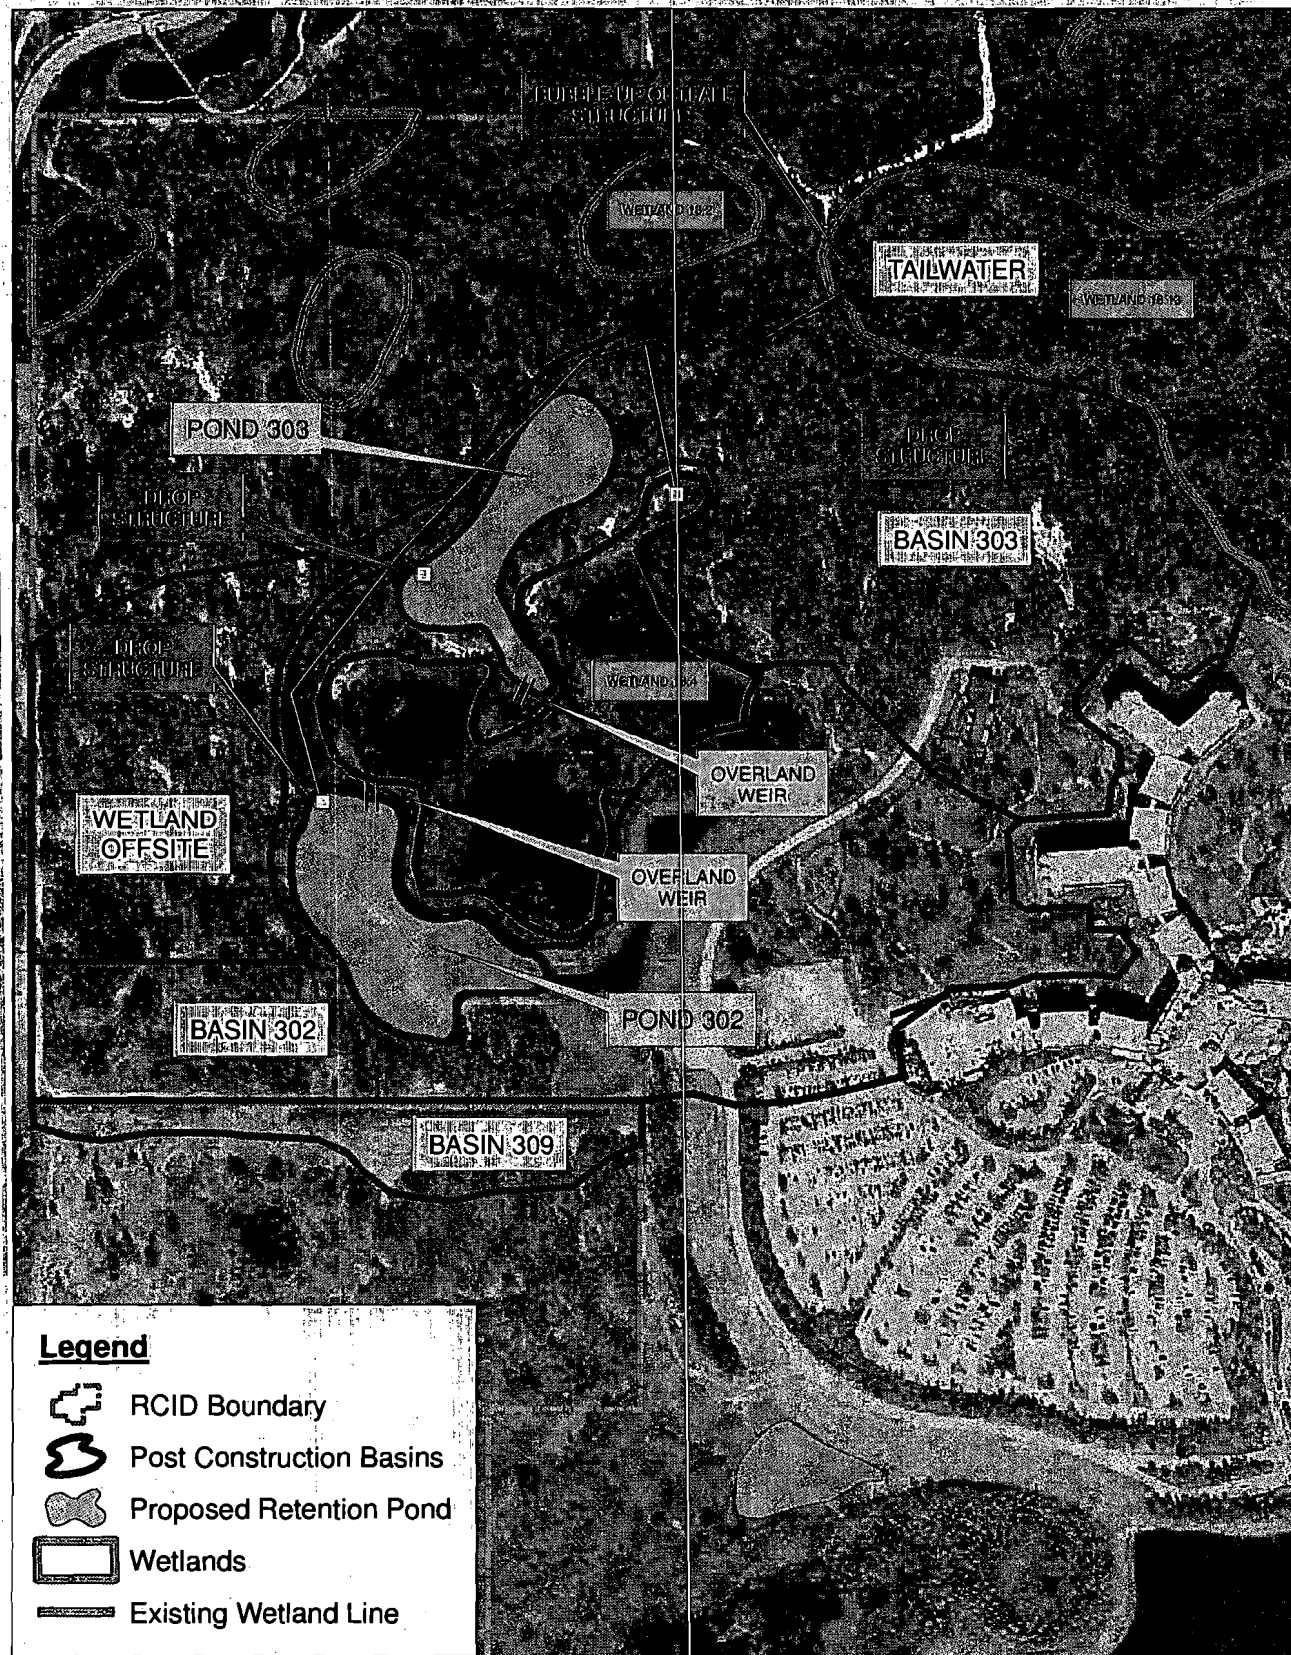 BUBBLE UP OUTFALL
STRUCTURE
TAILWATER
POND 303
DROP
STRUCTURE
DROP
STRUCTURE
BASIN 303
DROP
STRUCTURE
OVERLAND
WEIR
WETLAND
OFFSITE
OVERLAND
WEIR
BASIN 302
POND 302
BASIN 309
Legend
RCID Boundary
Post Construction Basins
Proposed Retention Pond
Wetlands
Existing Wetland Line